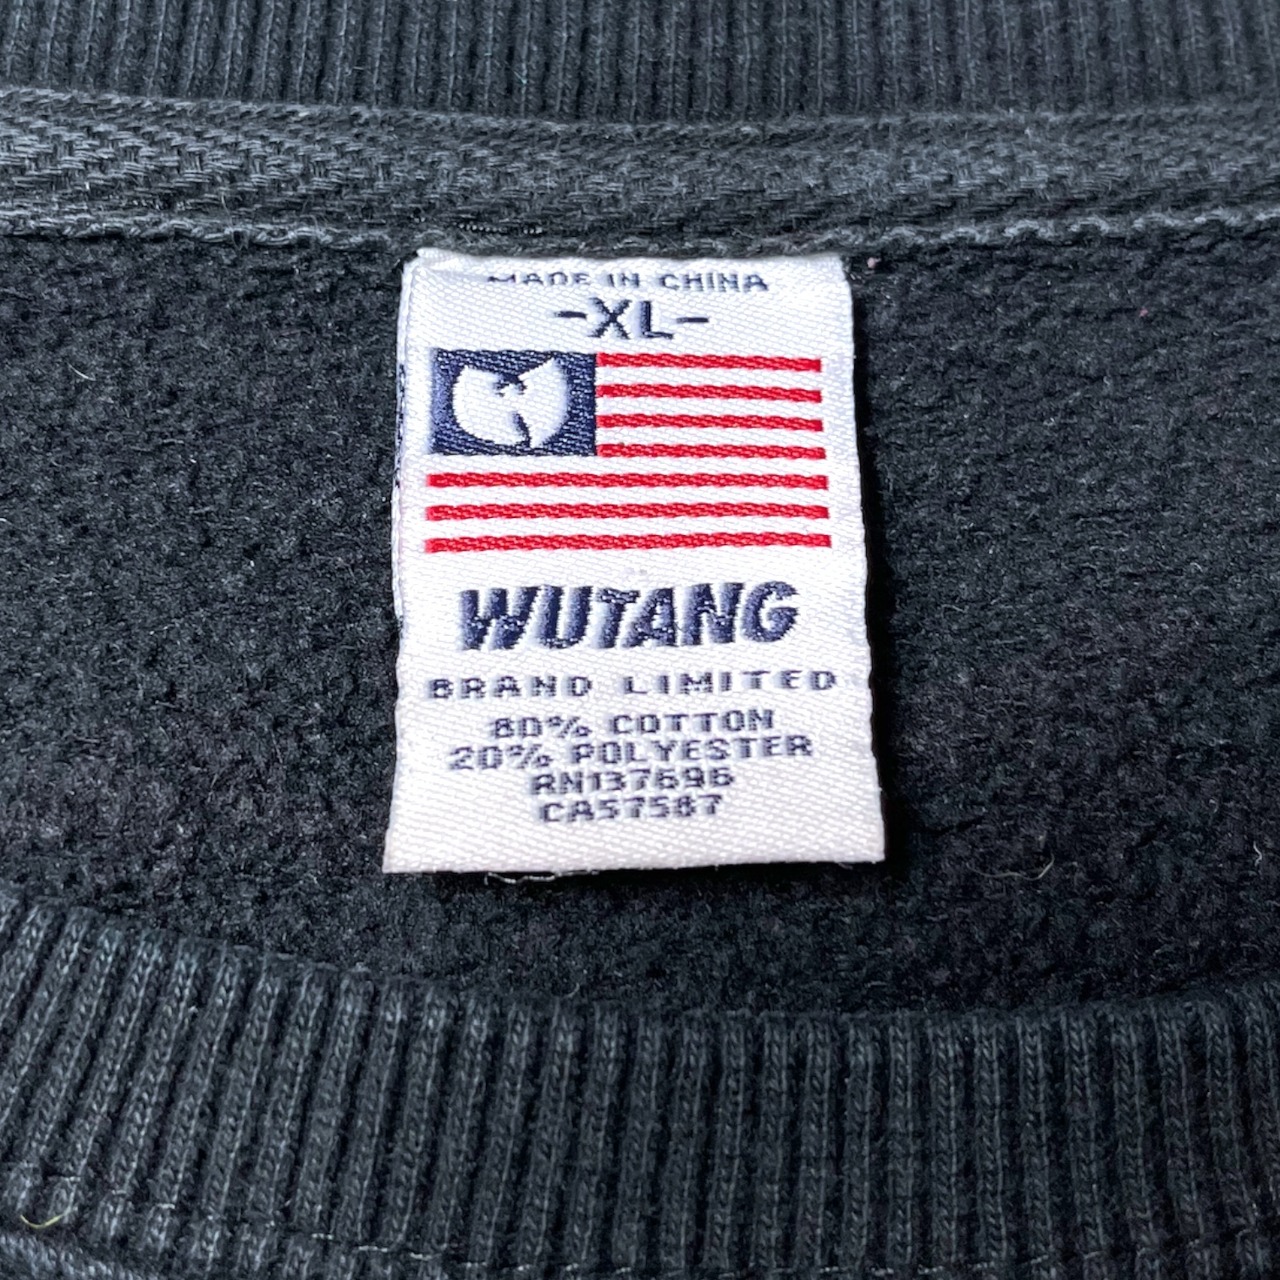 MADE IN CHINA
-XL-
WUTANG
BRAND LIMITED
80% COTTON
20% POLYESTER
RN137696
CA57587